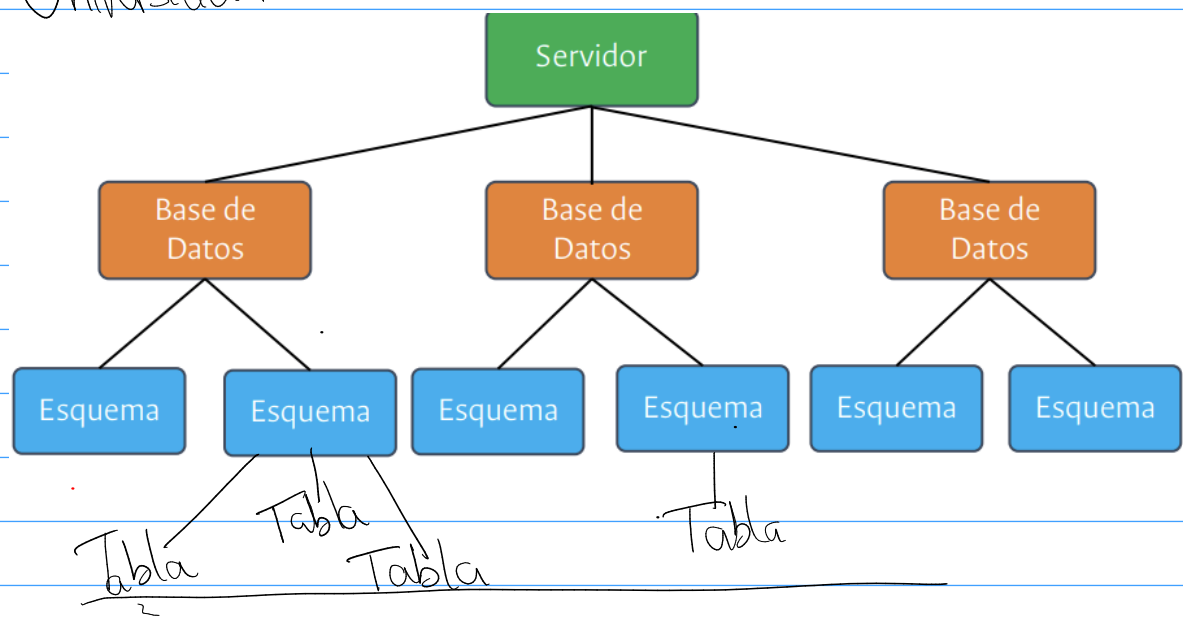 Servidor
Base de
Datos
Base de
Datos
Base de
Datos
Esquema
Esquema
Esquema
Esquema
Esquema
Esquema
Tabla
Tabla
Tabla
Tabla